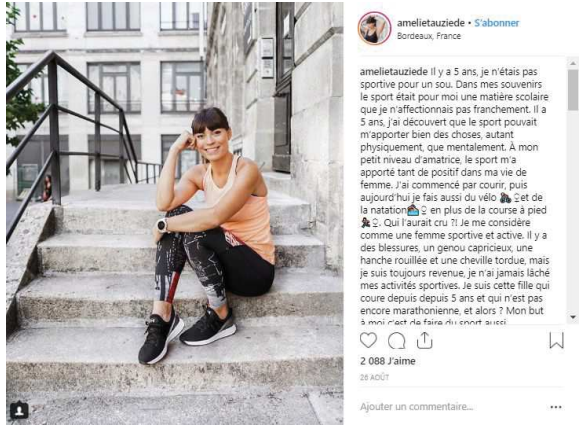 amelietauziede • S'abonner
Bordeaux, France
amelietauziede Il y a 5 ans, je n'étais pas
sportive pour un sou. Dans mes souvenirs
le sport était pour moi une matière scolaire
que je n'affectionnais pas franchement. Il a
5 ans, j'ai découvert que le sport pouvait
m'apporter bien des choses, autant
physiquement, que mentalement. À mon
petit niveau d'amatrice, le sport m'a
apporté tant de positif dans ma vie de
femme. J'ai commencé par courir, puis
aujourd'hui je fais aussi du vélo 🚵🏾♀et de
la natation🏊🏾♀ en plus de la course à pied
🏃🏾♀. Qui l'aurait cru ?! Je me considère
comme une femme sportive et active. Il y a
des blessures, un genou capricieux, une
hanche rouillée et une cheville tordue, mais
je suis toujours revenue, je n'ai jamais lâché
mes activités sportives. Je suis cette fille qui
coure depuis depuis 5 ans et qui n'est pas
encore marathonienne, et alors ? Mon but
à moi c'est de faire du sport aussi
2 088 J'aime
26 AOÛT
Ajouter un commentaire...